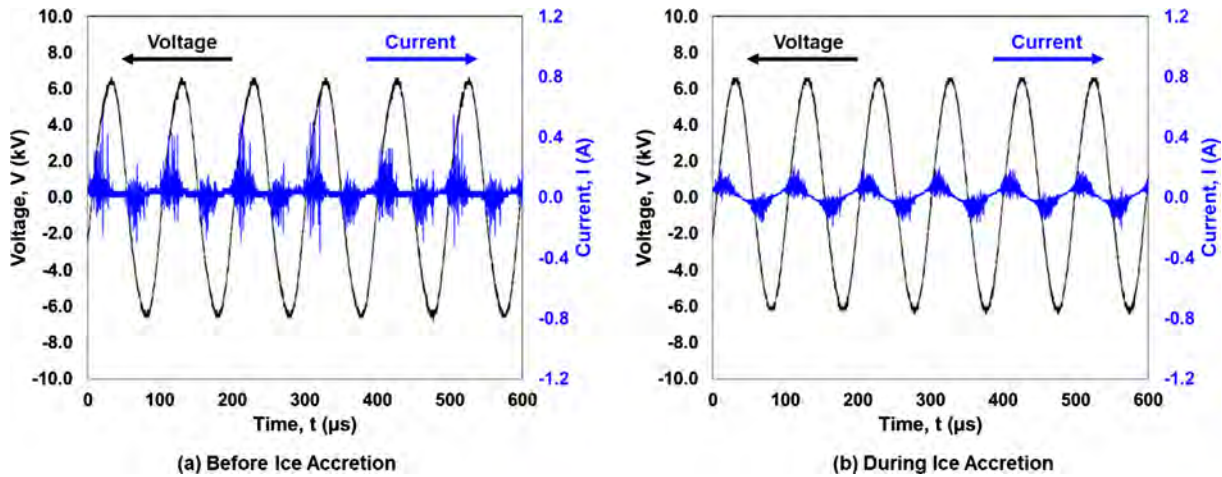 10.0
8.0
6.0
4.0
2.0
0.0
-2.0
-4.0
-6.0
-8.0
-10.0
Voltage, V (kV)
Voltage
Current
1.2
0.8
0.4
0.0
-0.4
-0.8
-1.2
Current, I (A)
0 100 200 300 400 500 600
Time, t (μs)
(a) Before Ice Accretion
10.0
8.0
6.0
4.0
2.0
0.0
-2.0
-4.0
-6.0
-8.0
-10.0
Voltage, V (kV)
Voltage
Current
1.2
0.8
0.4
0.0
-0.4
-0.8
-1.2
Current, I (A)
0 100 200 300 400 500 600
Time, t (μs)
(b) During Ice Accretion